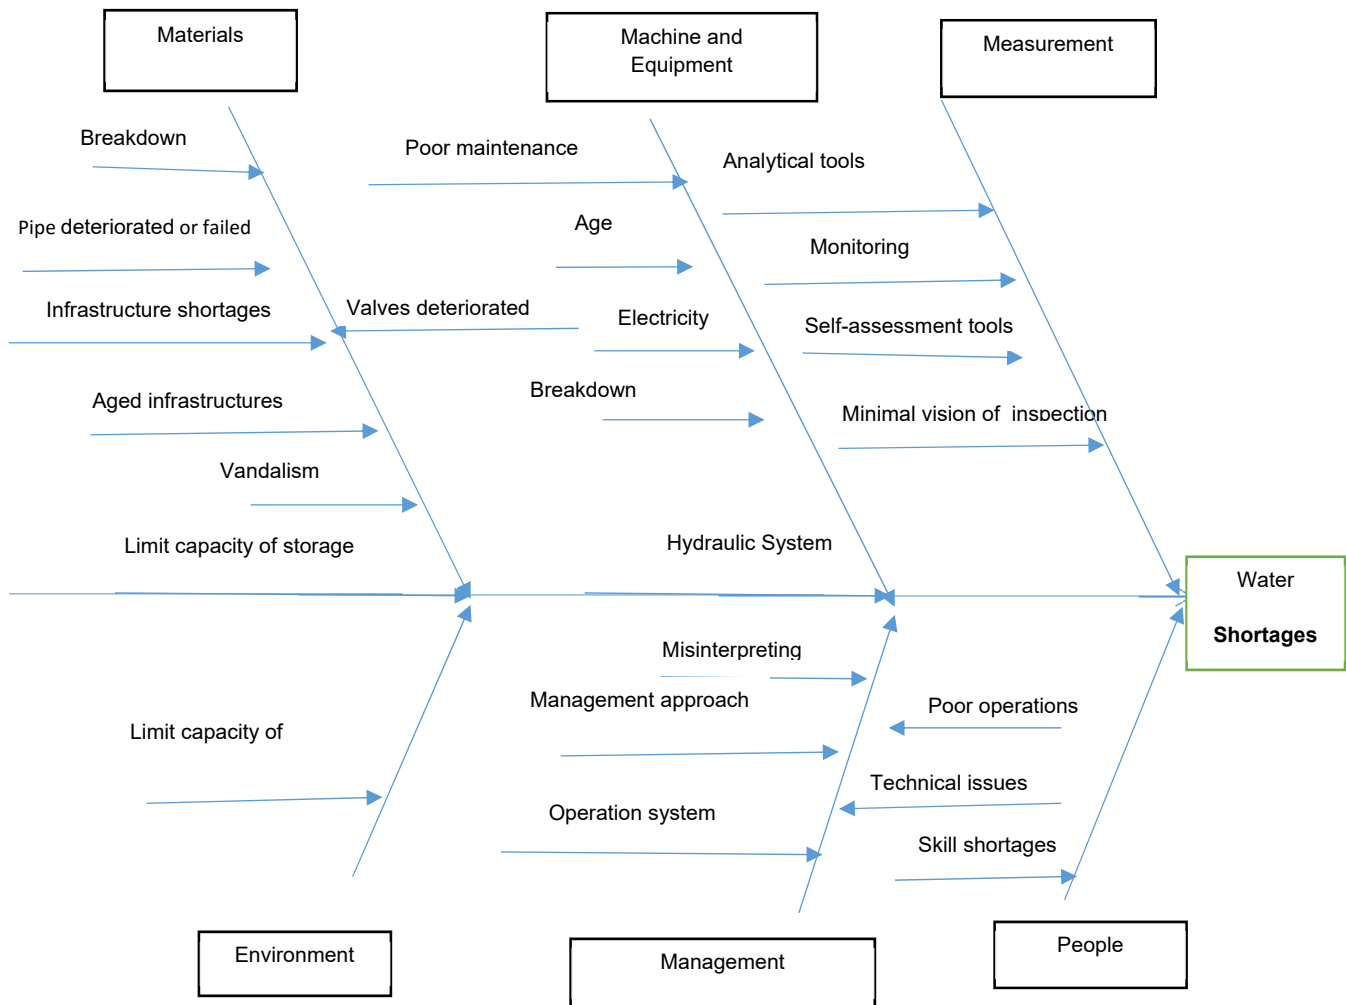 Materials
Machine and
Equipment
Measurement
Breakdown
Poor maintenance
Analytical tools
Pipe deteriorated or failed
Age
Monitoring
Infrastructure shortages
Valves deteriorated
Electricity
Self-assessment tools
Aged infrastructures
Breakdown
Minimal vision of inspection
Vandalism
Limit capacity of storage
Hydraulic System
Water
Shortages
Misinterpreting
Management approach
Poor operations
Limit capacity of
Technical issues
Operation system
Skill shortages
Environment
Management
People